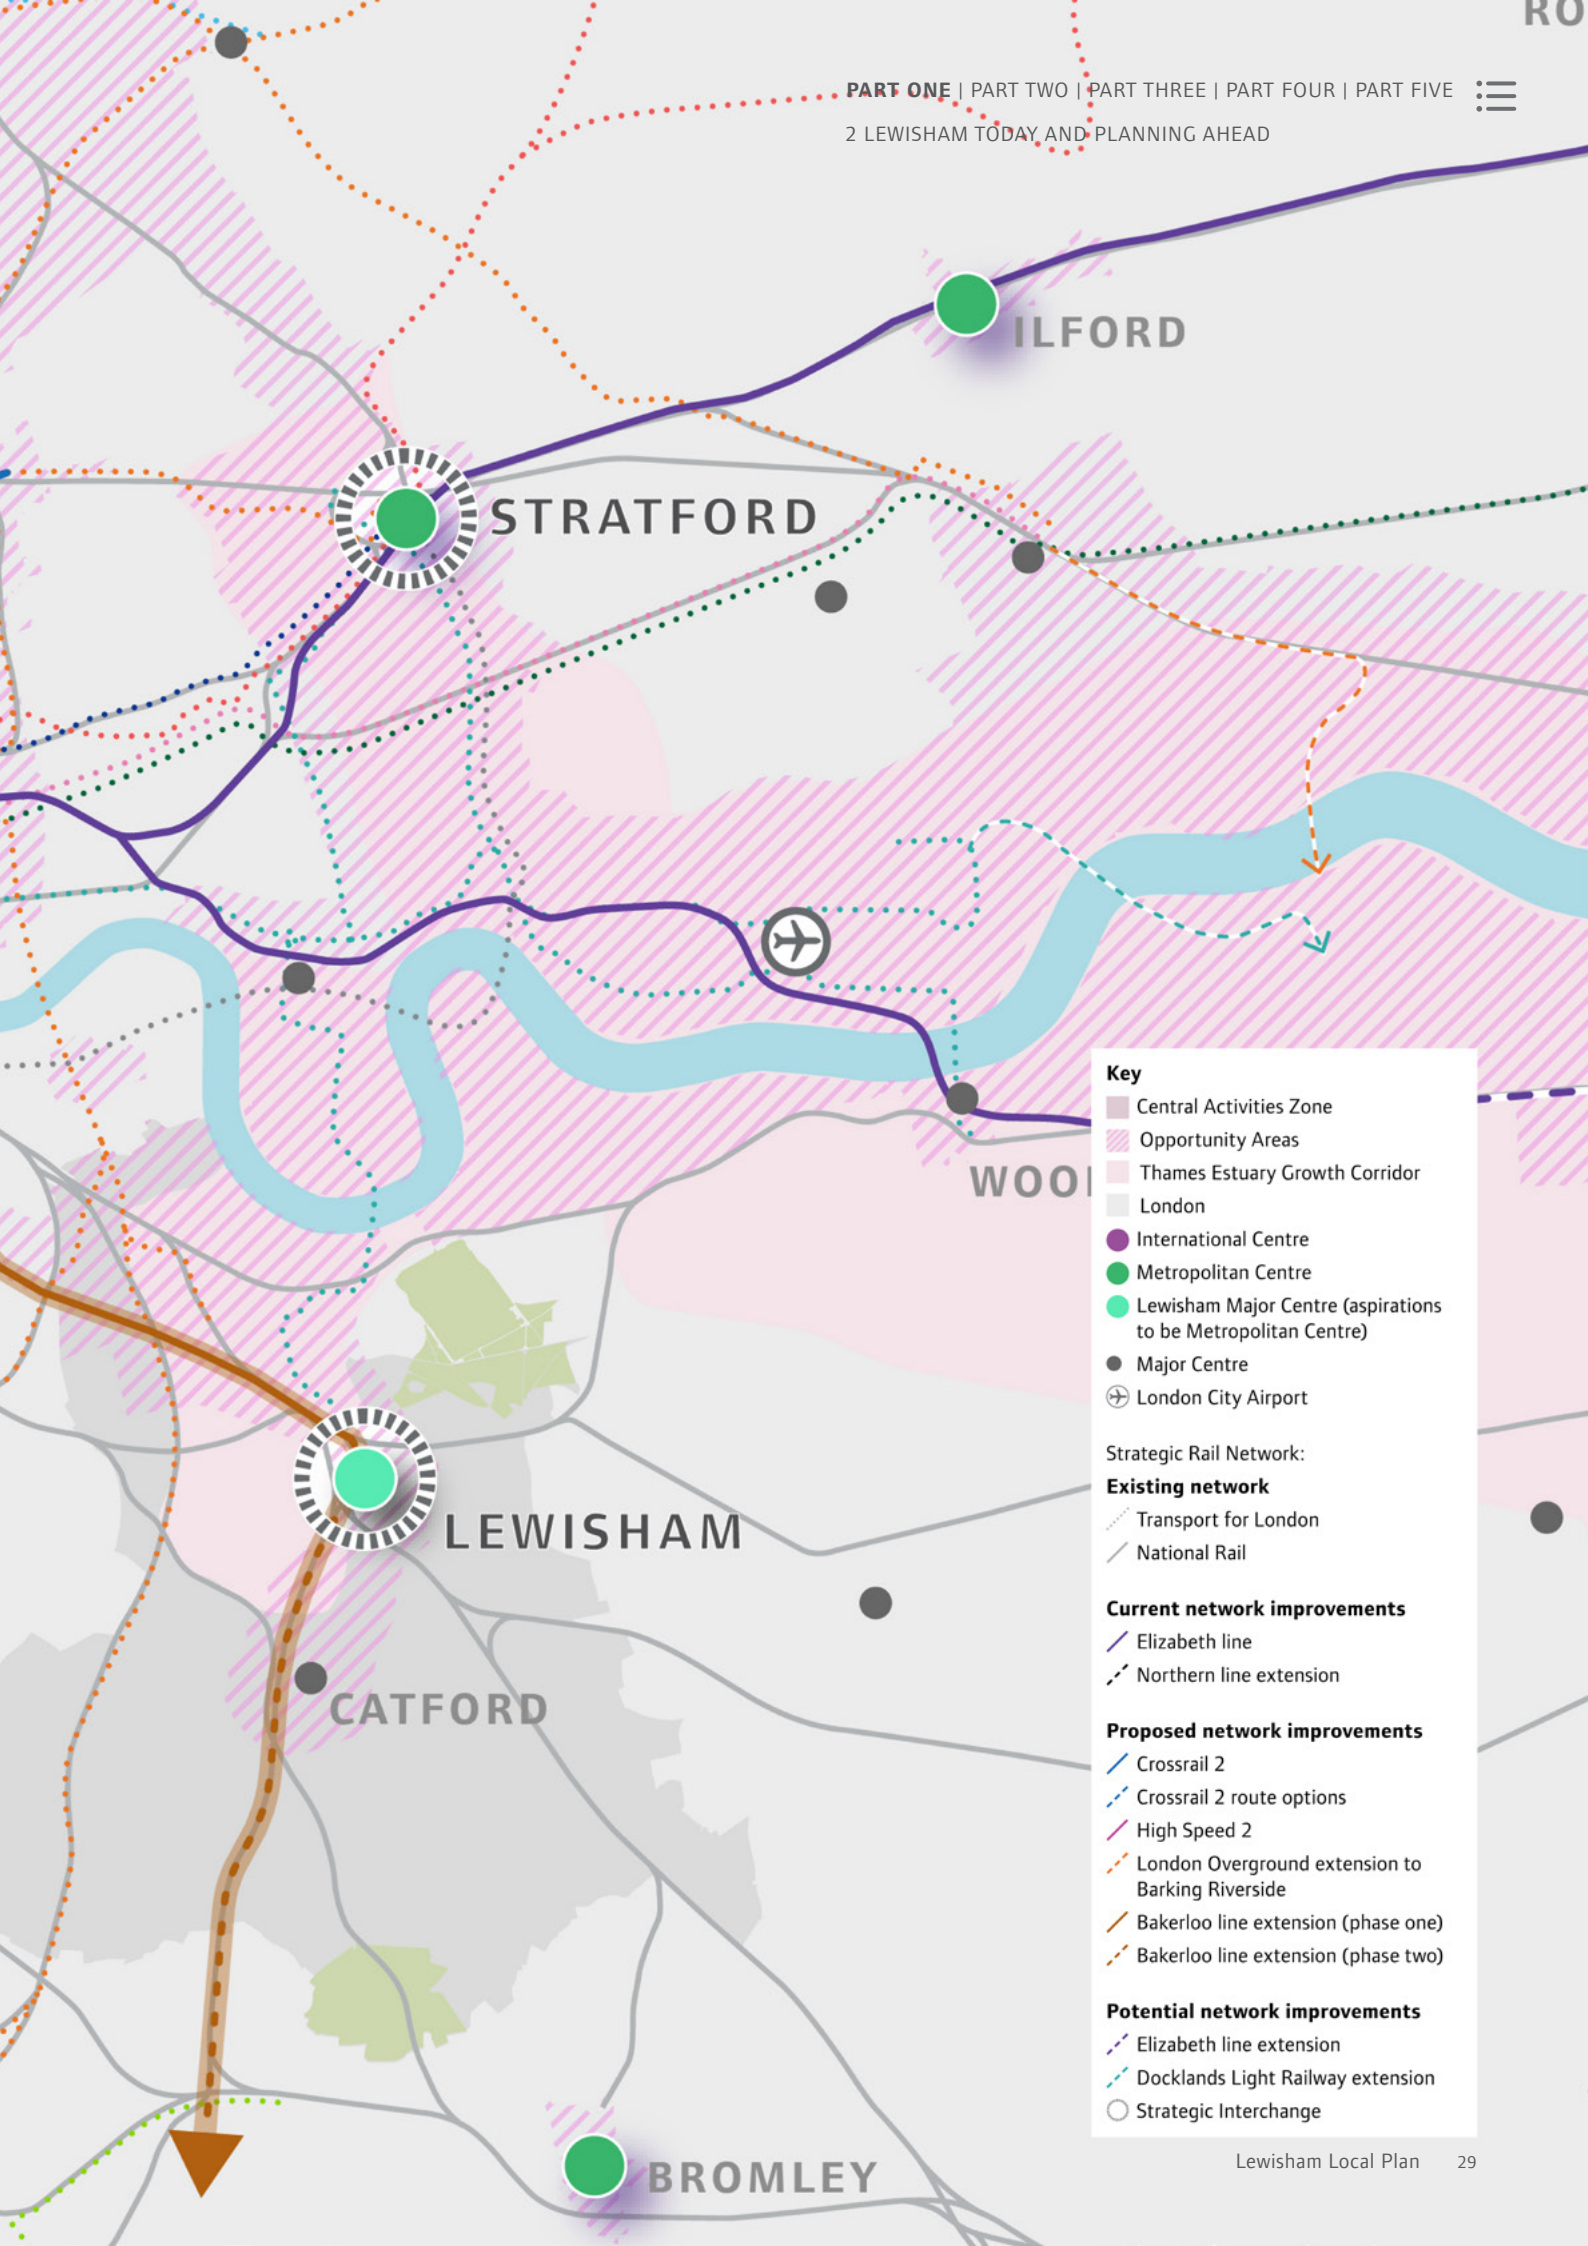 RO
PART ONE | PART TWO | PART THREE | PART FOUR | PART FIVE
2 LEWISHAM TODAY AND PLANNING AHEAD
ILFORD
STRATFORD
WOO
LEWISHAM
CATFORD
BROMLEY
Key
Central Activities Zone
Opportunity Areas
Thames Estuary Growth Corridor
London
International Centre
Metropolitan Centre
Lewisham Major Centre (aspirations
to be Metropolitan Centre)
Major Centre
London City Airport
Strategic Rail Network:
Existing network
Transport for London
National Rail
Current network improvements
Elizabeth line
Northern line extension
Proposed network improvements
Crossrail 2
Crossrail 2 route options
High Speed 2
London Overground extension to
Barking Riverside
Bakerloo line extension (phase one)
Bakerloo line extension (phase two)
Potential network improvements
Elizabeth line extension
Docklands Light Railway extension
Strategic Interchange
Lewisham Local Plan 29